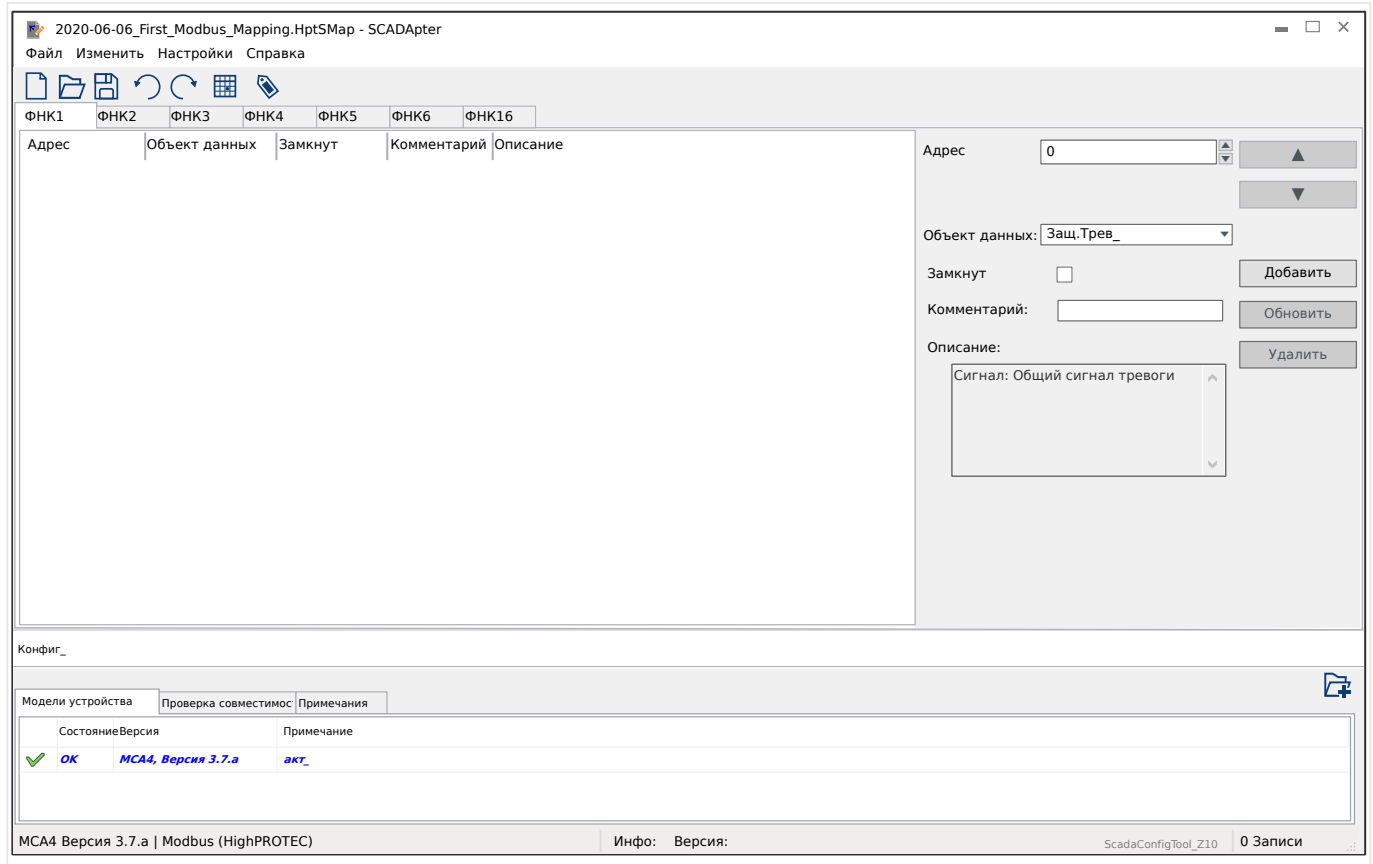 2020-06-06_First_Modbus_Mapping.HptSMap - SCADApter
Файл Изменить Настройки Справка
ФНК1 ФНК2 ФНК3 ФНК4 ФНК5 ФНК6 ФНК16
Адрес Объект данных Замкнут Комментарий Описание
Адрес 0 ▲
▼
Объект данных: Защ.Трев_
Замкнут Добавить
Комментарий: Обновить
Описание: Удалить
Сигнал: Общий сигнал тревоги
Конфиг_
Модели устройства Проверка совместимос Примечания
Состояние Версия Примечание
OK MCA4, Версия 3.7.a акт_
MCA4 Версия 3.7.a | Modbus (HighPROTEC) Инфо: Версия: ScadaConfigTool_Z10 0 Записи